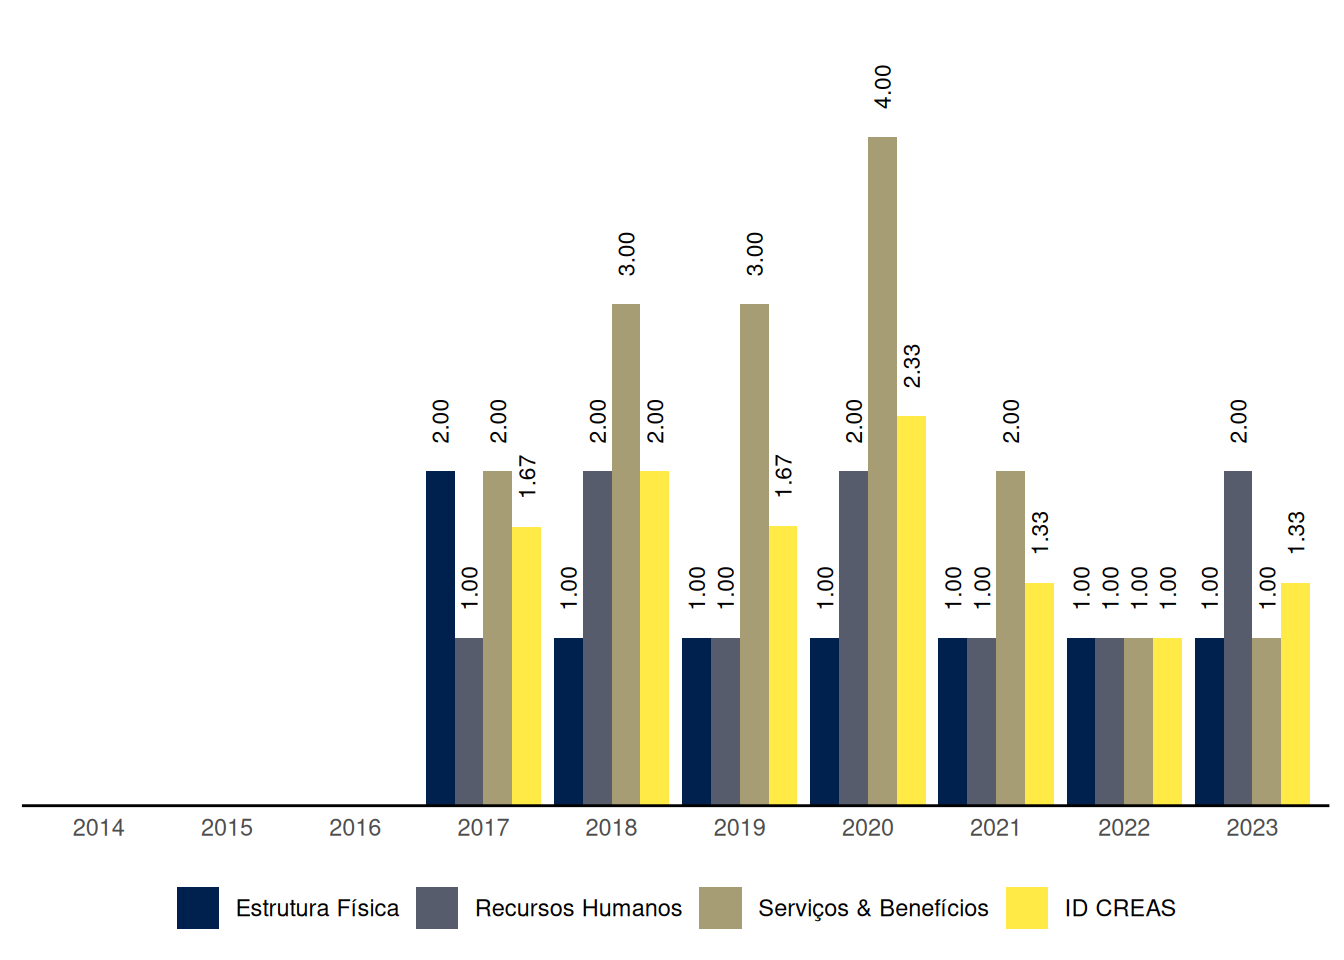 4.00
3.00 3.00
2.33
2.00 2.00 2.00 2.00 2.00 2.00 2.00
1.67 1.67
1.33 1.33
1.00 1.00 1.00 1.00 1.00 1.00 1.00 1.00 1.00 1.00 1.00 1.00 1.00
2014 2015 2016 2017 2018 2019 2020 2021 2022 2023
Estrutura Física Recursos Humanos Serviços & Benefícios ID CREAS